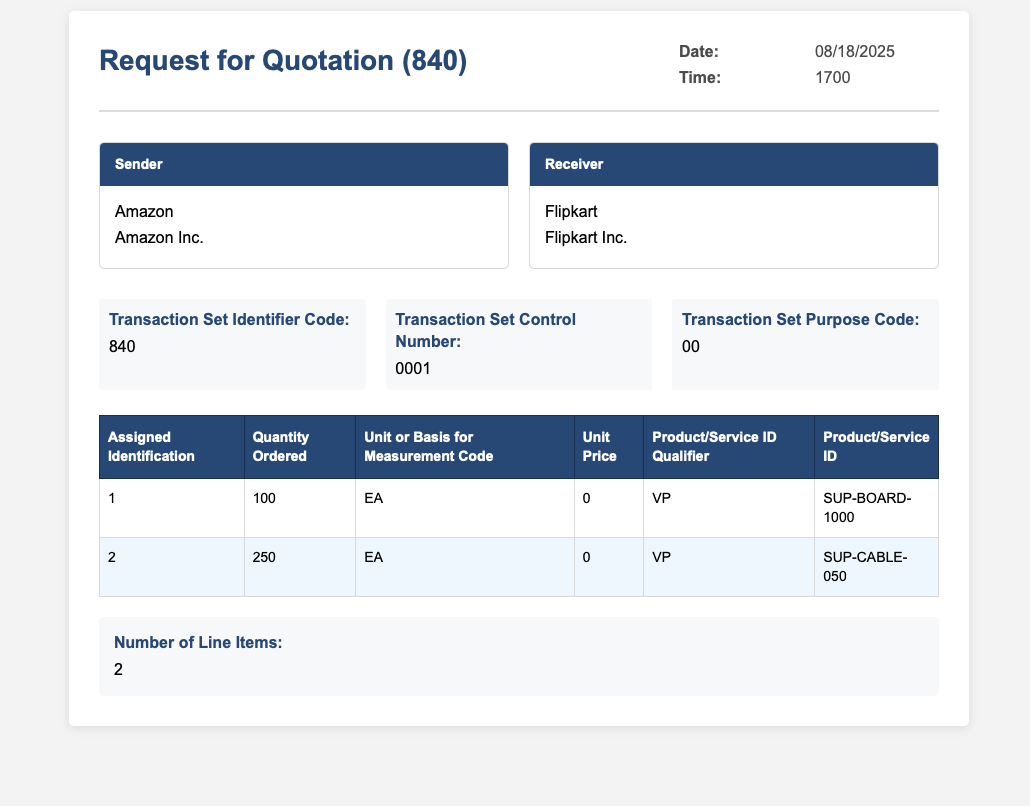 Request for Quotation (840)
Date: 08/18/2025
Time: 1700
Sender
Amazon
Amazon Inc.
Receiver
Flipkart
Flipkart Inc.
Transaction Set Identifier Code:
840
Transaction Set Control
Number:
0001
Transaction Set Purpose Code:
00
Assigned
Identification
Quantity
Ordered
Unit or Basis for
Measurement Code
Unit
Price
Product/Service ID
Qualifier
Product/Service
ID
1 100 EA 0 VP SUP-BOARD-
1000
2 250 EA 0 VP SUP-CABLE-
050
Number of Line Items:
2